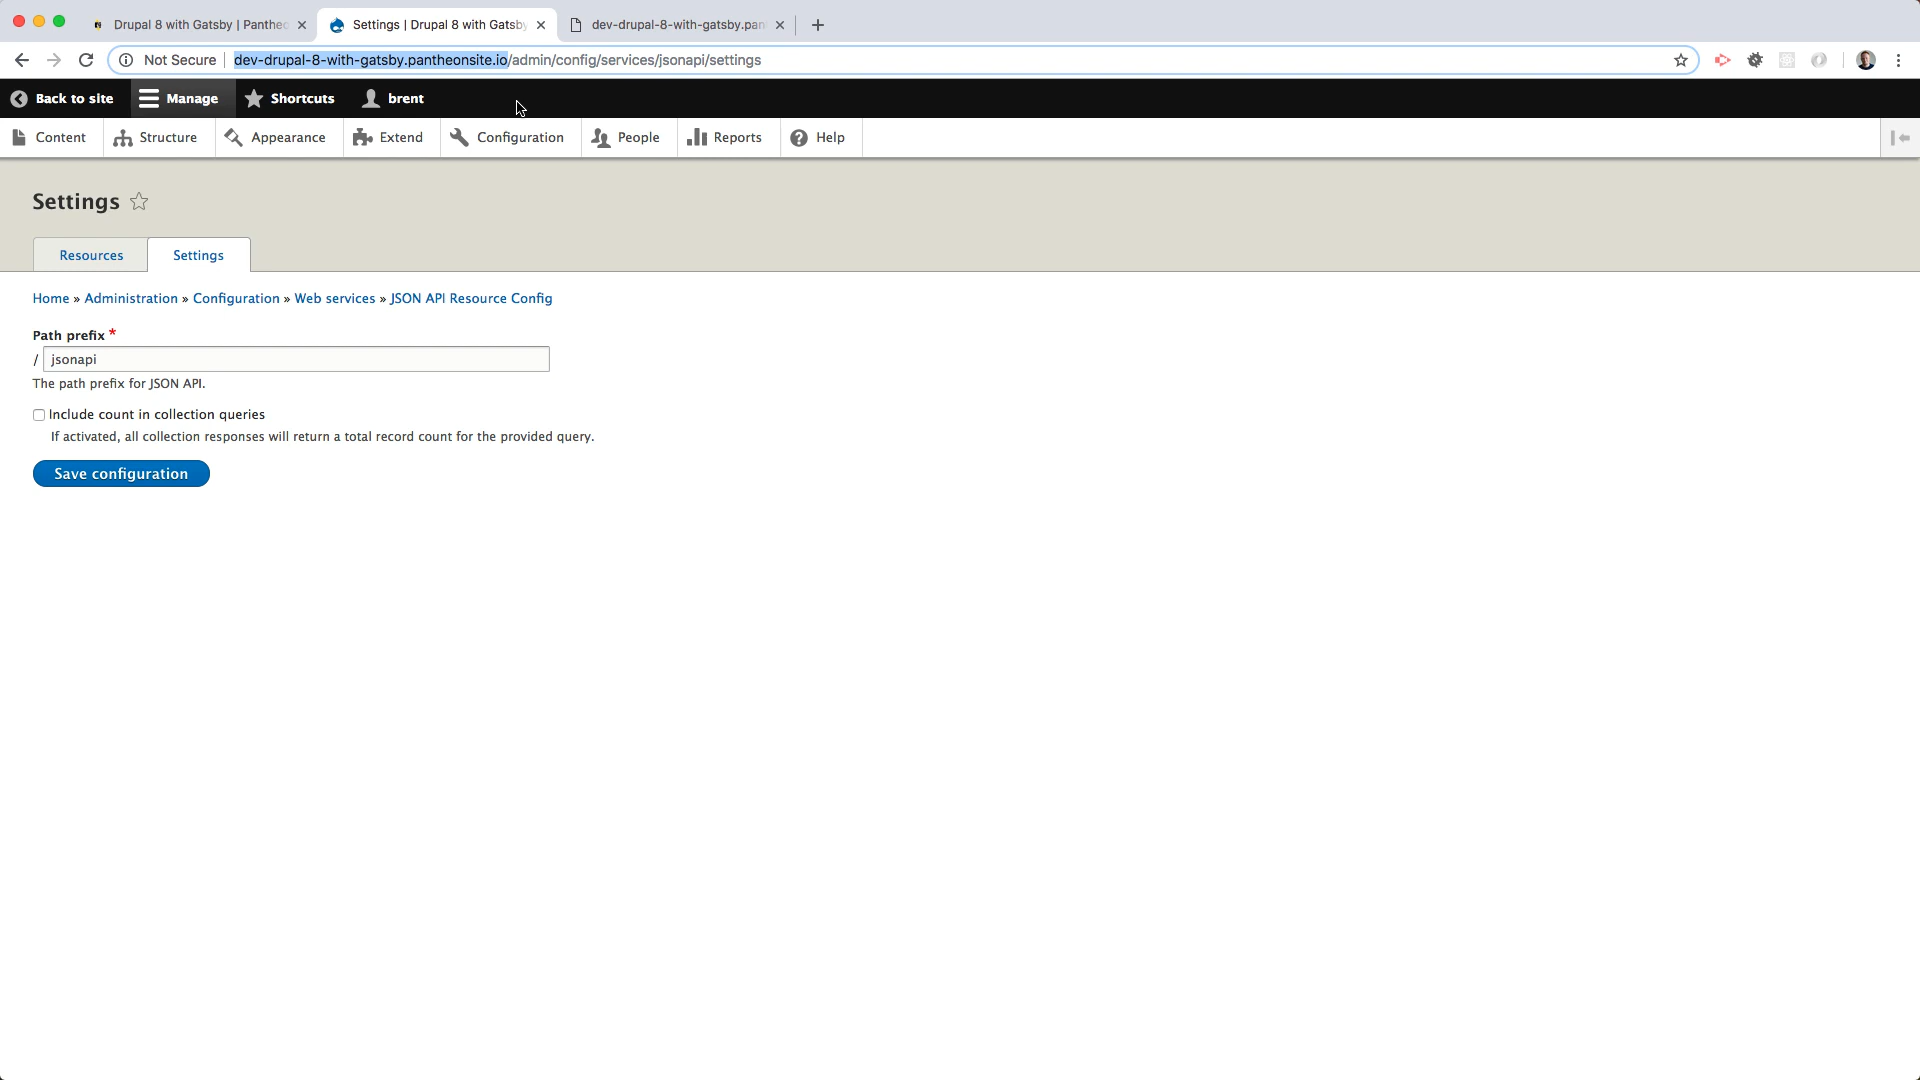 Drupal 8 with Gatsby | Pantheo
Settings | Drupal 8 with Gatsby
dev-drupal-8-with-gatsby.pan
Not Secure
dev-drupal-8-with-gatsby.pantheonsite.io/admin/config/services/jsonapi/settings
Back to site
Manage
Shortcuts
brent
Content
Structure
Appearance
Extend
Configuration
People
Reports
Help
Settings
Resources
Settings
Home » Administration » Configuration » Web services » JSON API Resource Config
Path prefix *
/ jsonapi
The path prefix for JSON API.
Include count in collection queries
If activated, all collection responses will return a total record count for the provided query.
Save configuration